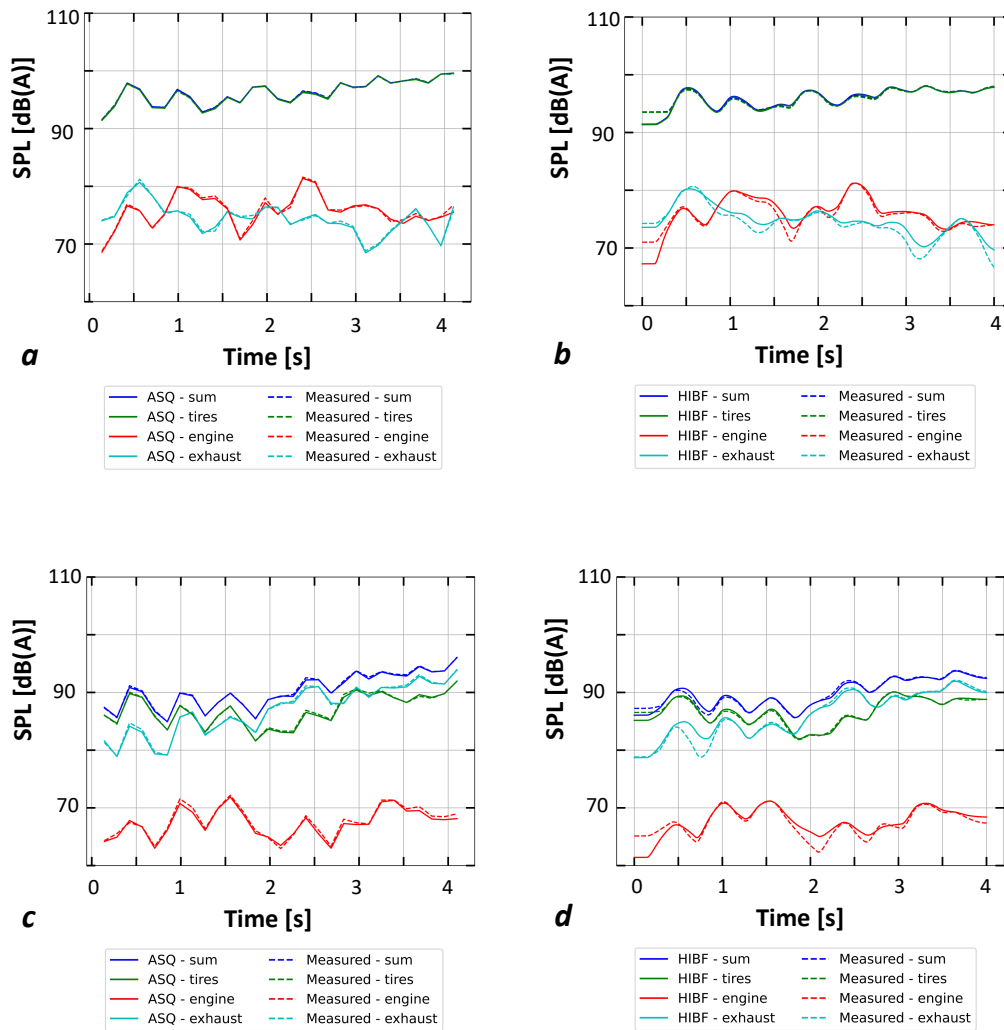 110
90
70
SPL [dB(A)]
0 1 2 3 4
Time [s]
a
ASQ - sum Measured - sum
ASQ - tires Measured - tires
ASQ - engine Measured - engine
ASQ - exhaust Measured - exhaust
110
90
70
SPL [dB(A)]
0 1 2 3 4
Time [s]
b
HIBF - sum Measured - sum
HIBF - tires Measured - tires
HIBF - engine Measured - engine
HIBF - exhaust Measured - exhaust
110
90
70
SPL [dB(A)]
0 1 2 3 4
Time [s]
c
ASQ - sum Measured - sum
ASQ - tires Measured - tires
ASQ - engine Measured - engine
ASQ - exhaust Measured - exhaust
110
90
70
SPL [dB(A)]
0 1 2 3 4
Time [s]
d
HIBF - sum Measured - sum
HIBF - tires Measured - tires
HIBF - engine Measured - engine
HIBF - exhaust Measured - exhaust